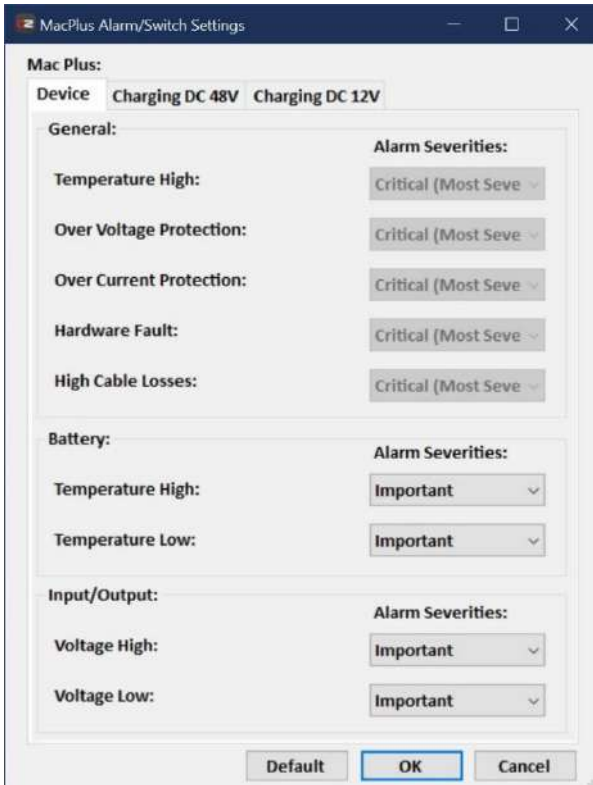 MacPlus Alarm/Switch Settings
Mac Plus:
Device Charging DC 48V Charging DC 12V
General:
Alarm Severities:
Temperature High: Critical (Most Seve
Over Voltage Protection: Critical (Most Seve
Over Current Protection: Critical (Most Seve
Hardware Fault: Critical (Most Seve
High Cable Losses: Critical (Most Seve
Battery:
Alarm Severities:
Temperature High: Important
Temperature Low: Important
Input/Output:
Alarm Severities:
Voltage High: Important
Voltage Low: Important
Default OK Cancel